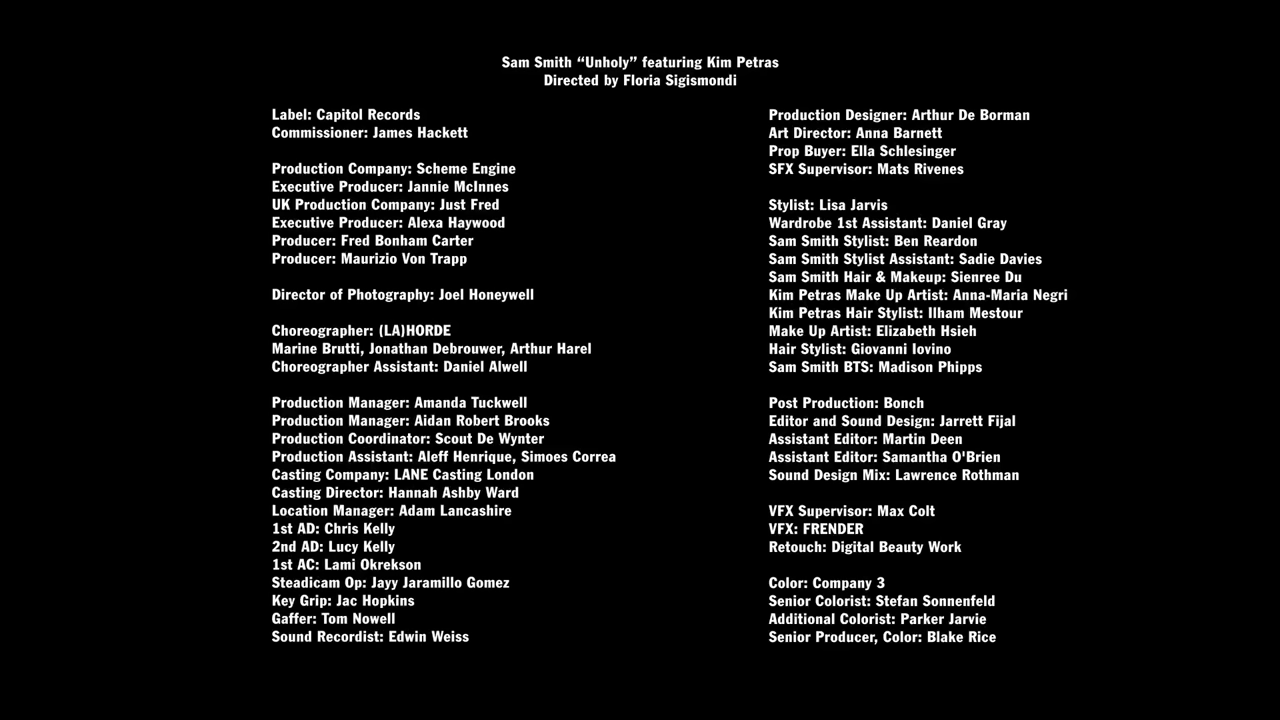 Sam Smith “Unholy” featuring Kim Petras
Directed by Floria Sigismondi
Label: Capitol Records
Commissioner: James Hackett
Production Company: Scheme Engine
Executive Producer: Jannie McInnes
UK Production Company: Just Fred
Executive Producer: Alexa Haywood
Producer: Fred Bonham Carter
Producer: Maurizio Von Trapp
Director of Photography: Joel Honeywell
Choreographer: (LA)HORDE
Marine Brutti, Jonathan Debrouwer, Arthur Harel
Choreographer Assistant: Daniel Alwell
Production Manager: Amanda Tuckwell
Production Manager: Aidan Robert Brooks
Production Coordinator: Scout De Wynter
Production Assistant: Aleff Henrique, Simoes Correa
Casting Company: LANE Casting London
Casting Director: Hannah Ashby Ward
Location Manager: Adam Lancashire
1st AD: Chris Kelly
2nd AD: Lucy Kelly
1st AC: Lami Okrekson
Steadicam Op: Jayy Jaramillo Gomez
Key Grip: Jac Hopkins
Gaffer: Tom Nowell
Sound Recordist: Edwin Weiss
Production Designer: Arthur De Borman
Art Director: Anna Barnett
Prop Buyer: Ella Schlesinger
SFX Supervisor: Mats Rivenes
Stylist: Lisa Jarvis
Wardrobe 1st Assistant: Daniel Gray
Sam Smith Stylist: Ben Reardon
Sam Smith Stylist Assistant: Sadie Davies
Sam Smith Hair & Makeup: Sienree Du
Kim Petras Make Up Artist: Anna-Maria Negri
Kim Petras Hair Stylist: Ilham Mestour
Make Up Artist: Elizabeth Hsieh
Hair Stylist: Giovanni Iovino
Sam Smith BTS: Madison Phipps
Post Production: Bonch
Editor and Sound Design: Jarrett Fijal
Assistant Editor: Martin Deen
Assistant Editor: Samantha O'Brien
Sound Design Mix: Lawrence Rothman
VFX Supervisor: Max Colt
VFX: FRENDER
Retouch: Digital Beauty Work
Color: Company 3
Senior Colorist: Stefan Sonnenfeld
Additional Colorist: Parker Jarvie
Senior Producer, Color: Blake Rice